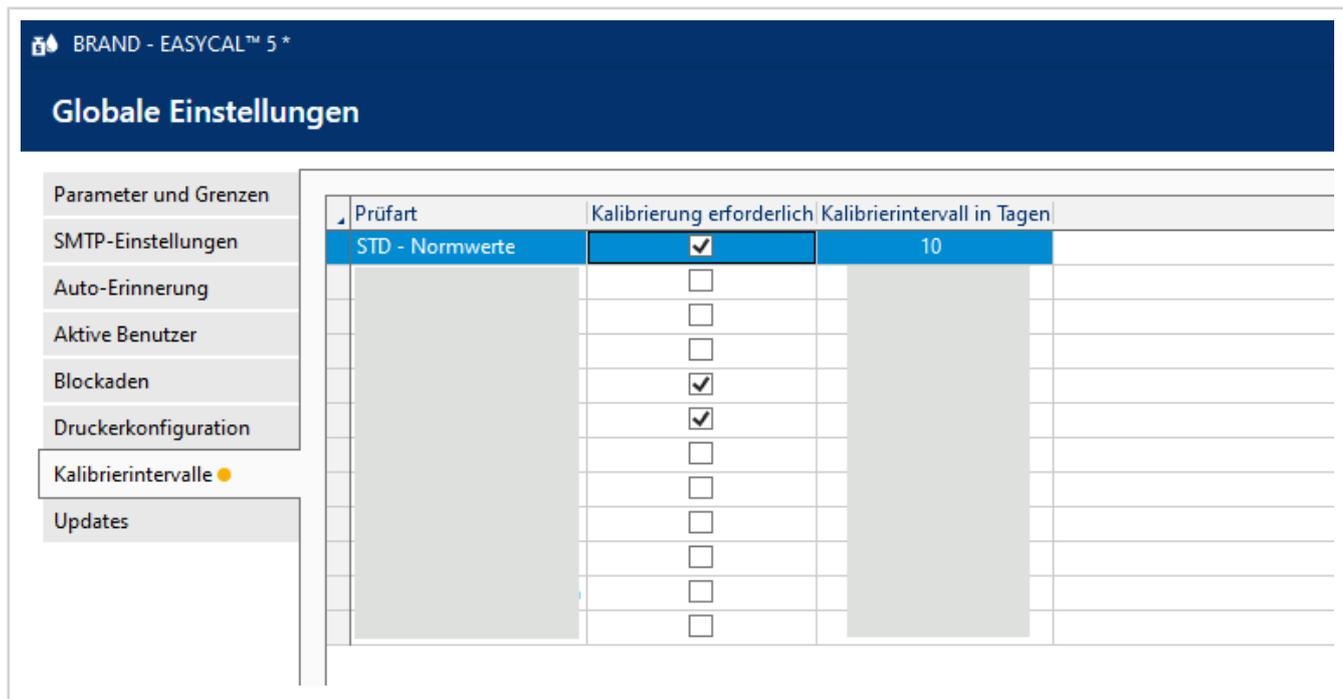 BRAND - EASYCAL™ 5 *
Globale Einstellungen
Parameter und Grenzen
SMTP-Einstellungen
Auto-Erinnerung
Aktive Benutzer
Blockaden
Druckerkonfiguration
Kalibrierintervalle
Updates
Prüfart Kalibrierung erforderlich Kalibrierintervall in Tagen
STD - Normwerte 10